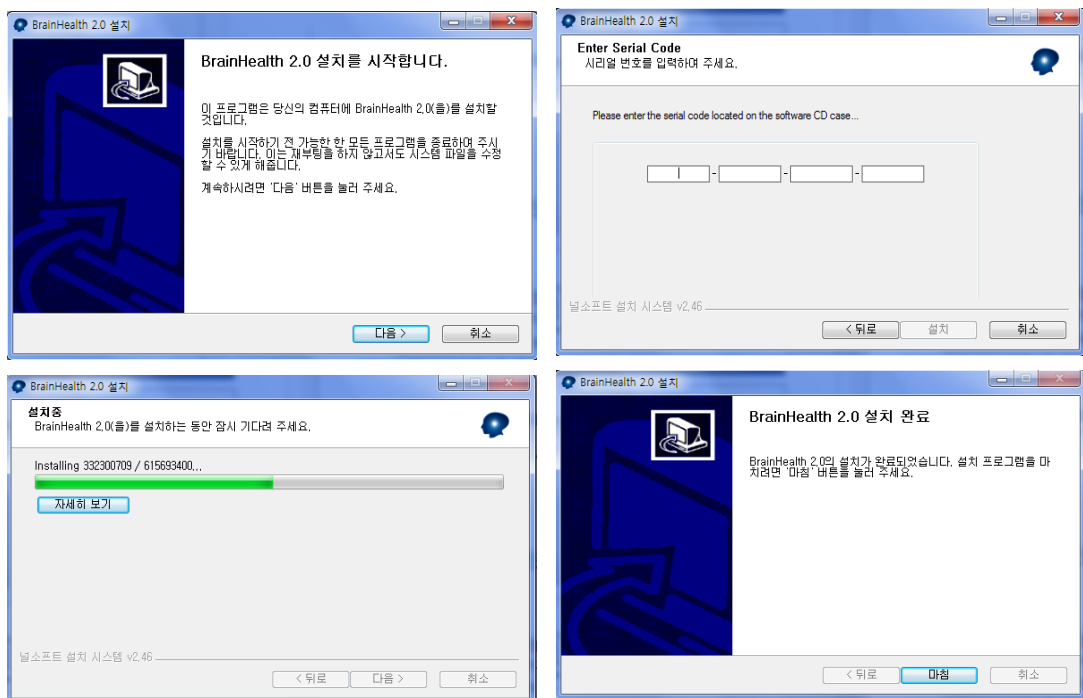 BrainHealth 2.0 설치
BrainHealth 2.0 설치를 시작합니다.
이 프로그램은 당신의 컴퓨터에 BrainHealth 2.0(을)를 설치할
것입니다.
설치를 시작하기 전 가능한 한 모든 프로그램을 종료하여 주시
기 바랍니다. 이는 재부팅을 하지 않고서도 시스템 파일을 수정
할 수 있게 해줍니다.
계속하시려면 '다음' 버튼을 눌러 주세요.
다음 >
취소
BrainHealth 2.0 설치
Enter Serial Code
시리얼 번호를 입력하여 주세요.
Please enter the serial code located on the software CD case...
- - -
널소프트 설치 시스템 v2.46
< 뒤로
설치
취소
BrainHealth 2.0 설치
설치중
BrainHealth 2.0(을)를 설치하는 동안 잠시 기다려 주세요.
Installing 332300709 / 615693400...
자세히 보기
널소프트 설치 시스템 v2.46
< 뒤로
다음 >
취소
BrainHealth 2.0 설치
BrainHealth 2.0 설치 완료
BrainHealth 2.0의 설치가 완료되었습니다. 설치 프로그램을 마
치려면 '마침' 버튼을 눌러 주세요.
< 뒤로
마침
취소